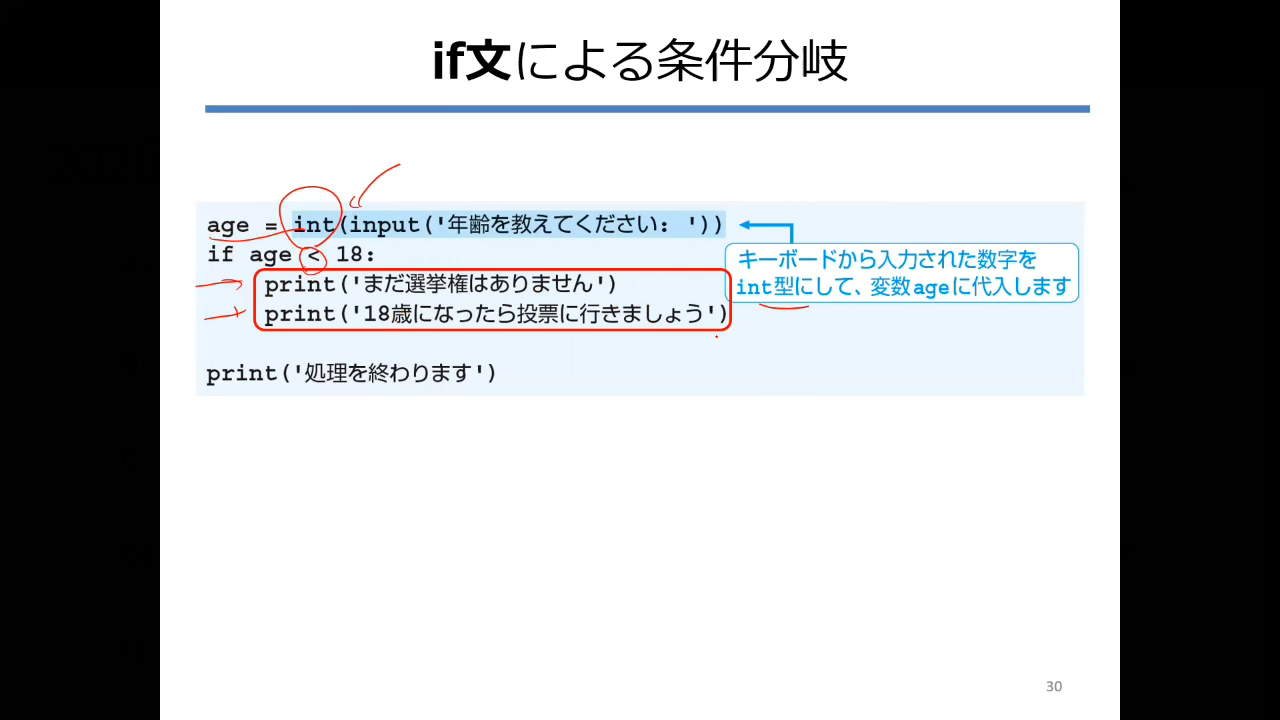 if文による条件分岐
age = int(input('年齢を教えてください: '))
if age < 18:
print('まだ選挙権はありません')
print('18歳になったら投票に行きましょう')
print('処理を終わります')
キーボードから入力された数字を
int型にして、変数ageに代入します
30